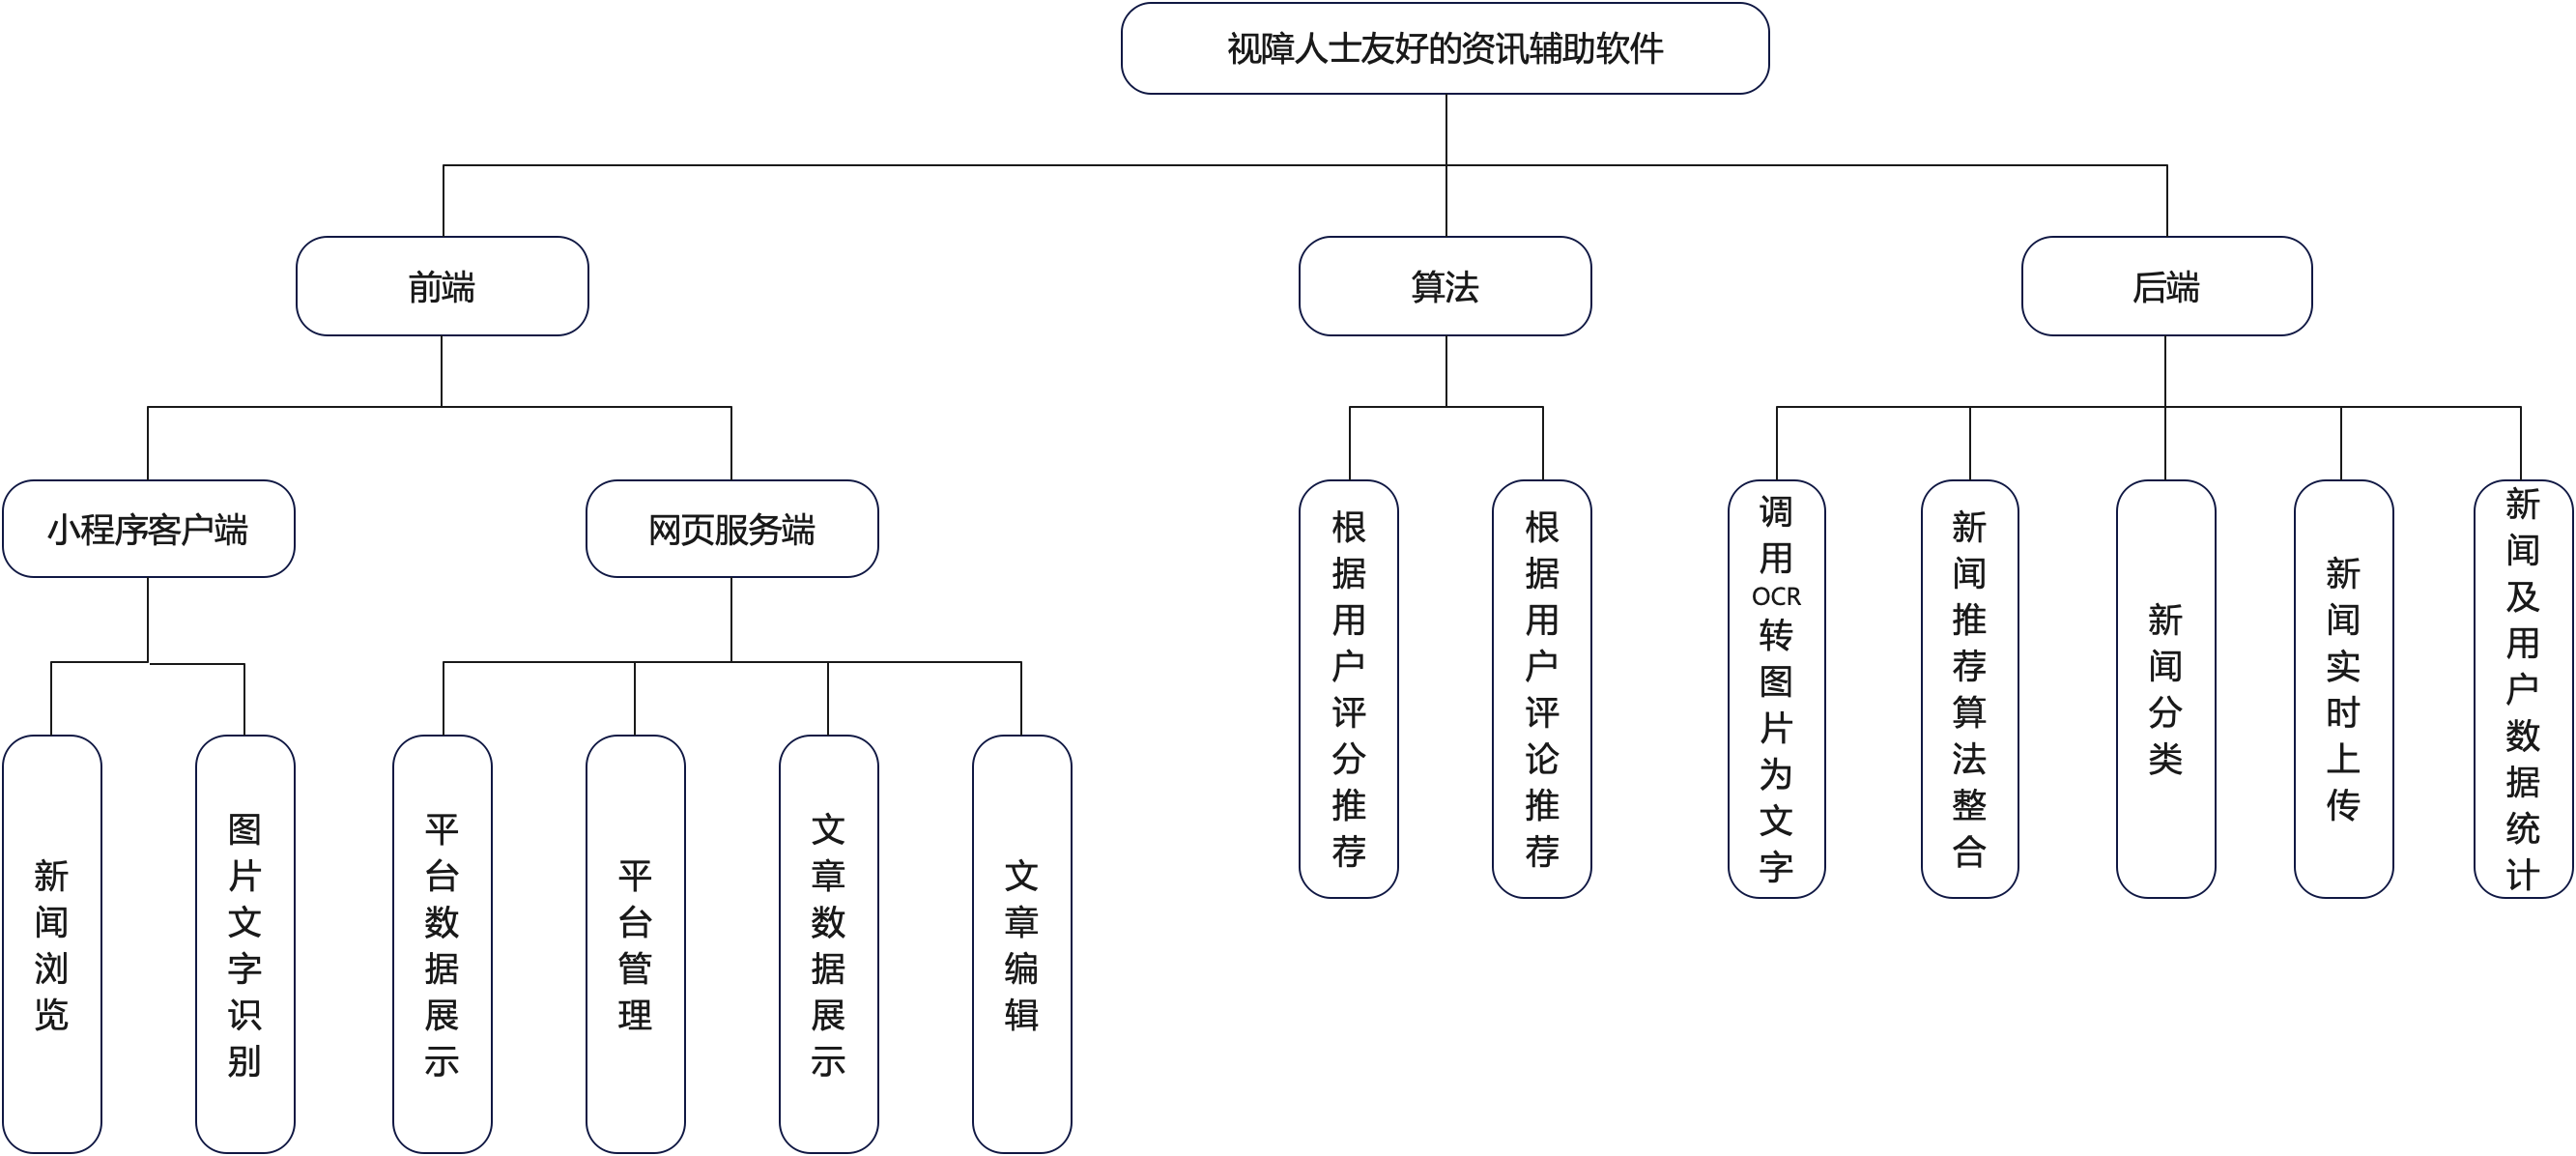 视障人士友好的资讯辅助软件
前端
算法
后端
小程序客户端
网页服务端
根据用户评分推荐
根据用户评论推荐
调用OCR转图片为文字
新闻推荐算法整合
新闻分类
新闻实时上传
新闻及用户数据统计
新闻浏览
图片文字识别
平台数据展示
平台管理
文章数据展示
文章编辑